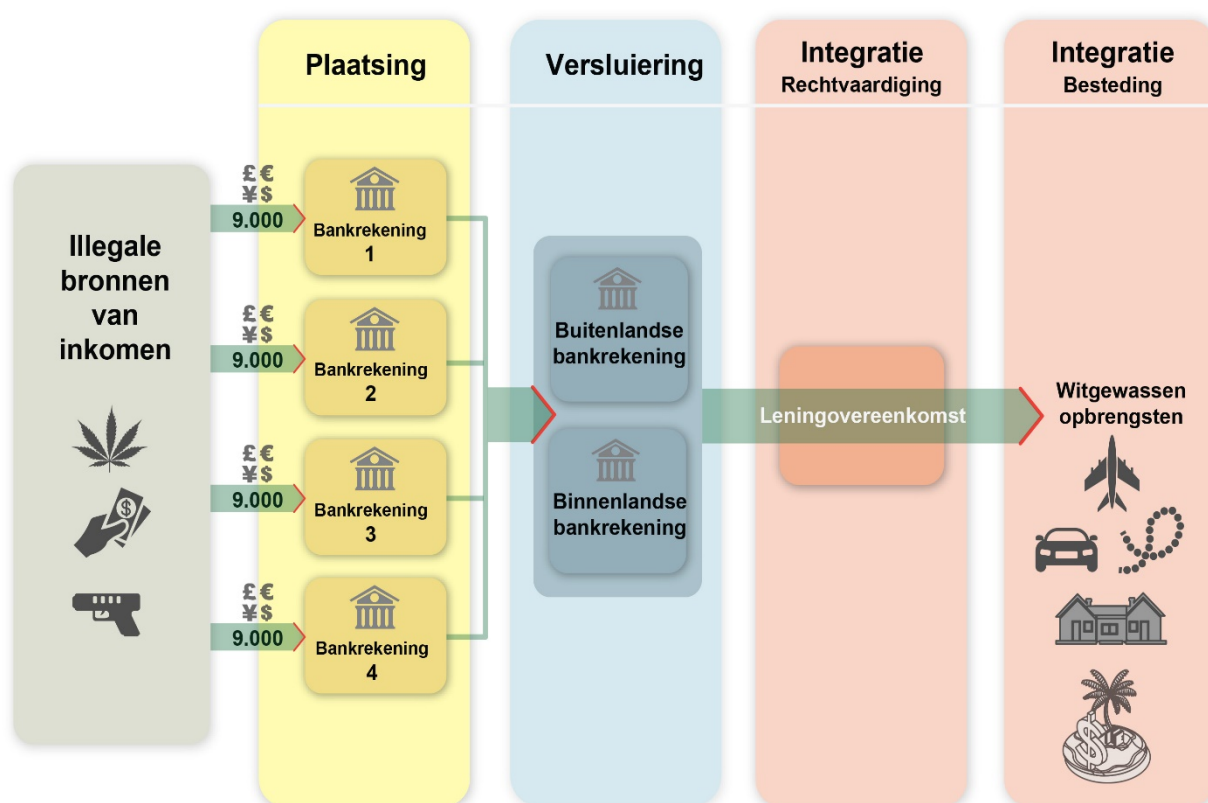 Plaatsing
Versluiering
Integratie
Rechtvaardiging
Integratie
Besteding
Illegale
bronnen
van
inkomen
£ €
¥ $
9.000
Bankrekening
1
£ €
¥ $
9.000
Bankrekening
2
£ €
¥ $
9.000
Bankrekening
3
£ €
¥ $
9.000
Bankrekening
4
Buitenlandse
bankrekening
Binnenlandse
bankrekening
Leningovereenkomst
Witgewassen
opbrengsten
$
$